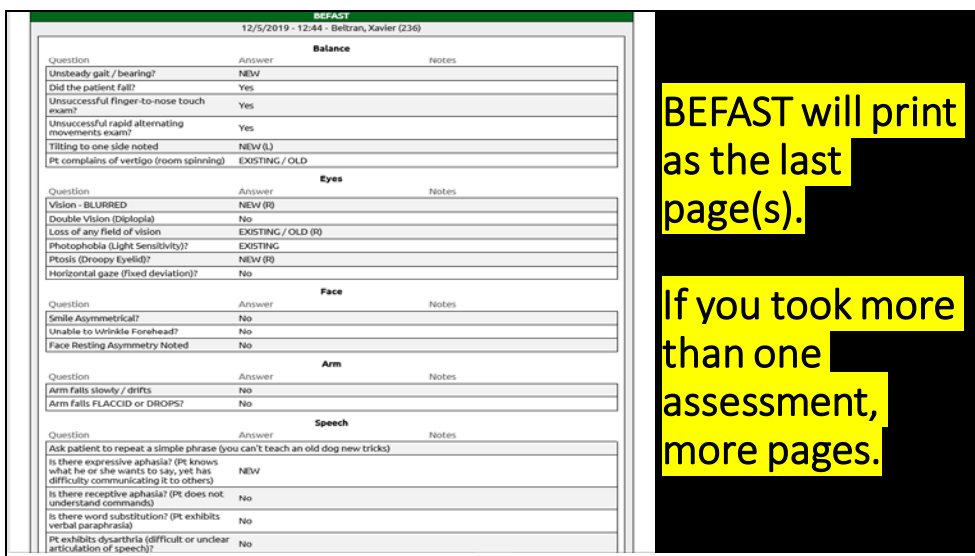 BEFAST
12/5/2019 - 12:44 - Beltran, Xavier (236)
Balance
Question Answer Notes
Unsteady gait / bearing? NEW
Did the patient fall? Yes
Unsuccessful finger-to-nose touch
exam? Yes
Unsuccessful rapid alternating
movements exam? Yes
Tilting to one side noted NEW (L)
Pt complains of vertigo (room spinning) EXISTING / OLD
Eyes
Question Answer Notes
Vision - BLURRED NEW (R)
Double Vision (Diplopia) No
Loss of any field of vision EXISTING / OLD (R)
Photophobia (Light Sensitivity)? EXISTING
Ptosis (Droopy Eyelid)? NEW (R)
Horizontal gaze (fixed deviation)? No
Face
Question Answer Notes
Smile Asymmetrical? No
Unable to Wrinkle Forehead? No
Face Resting Asymmetry Noted No
Arm
Question Answer Notes
Arm falls slowly / drifts No
Arm falls FLACCID or DROPS? No
Speech
Question Answer Notes
Ask patient to repeat a simple phrase (you can't teach an old dog new tricks)
Is there expressive aphasia? (Pt knows
what he or she wants to say, yet has NEW
difficulty communicating it to others)
Is there receptive aphasia? (Pt does not
understand commands) No
Is there word substitution? (Pt exhibits
verbal paraphrasia) No
Pt exhibits dysarthria (difficult or unclear
articulation of speech)? No
BEFAST will print
as the last
page(s).
If you took more
than one
assessment,
more pages.